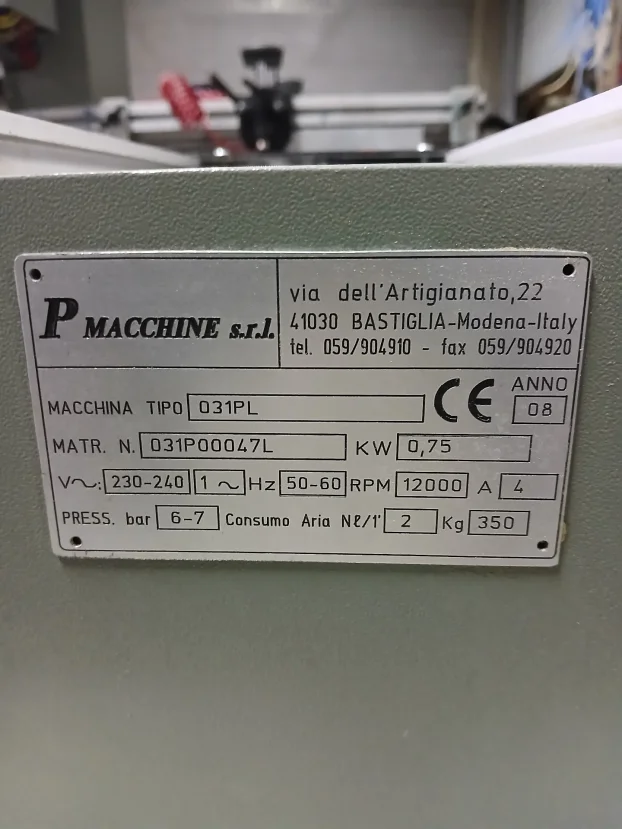 P MACCHINE s.r.l.
via dell'Artigianato,22
41030 BASTIGLIA-Modena-Italy
tel. 059/904910 - fax 059/904920
MACCHINA TIPO 031PL CE ANNO 08
MATR. N. 031P00047L KW 0,75
V~: 230-240 1 ~ Hz 50-60 RPM 12000 A 4
PRESS. bar 6-7 Consumo Aria Nℓ/1' 2 Kg 350